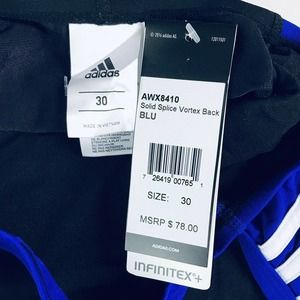 adidas
30
MADE IN VIETNAM
© 2014 adidas AG.
AWX8410
Solid Splice Vortex Back
BLU
7 26419 00765 1
SIZE: 30
MSRP $ 78.00
ADIDAS.COM
INFINITEX+